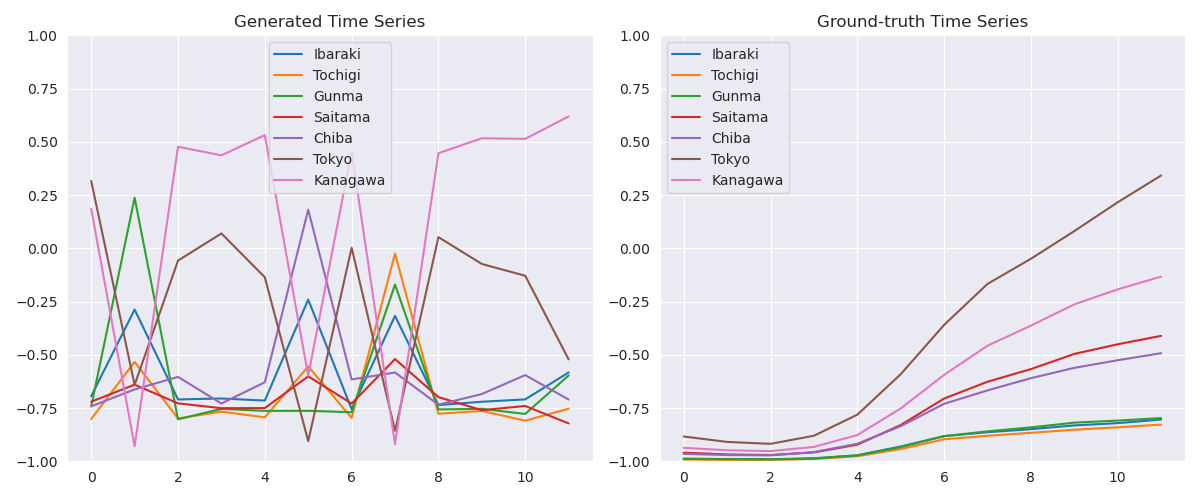 Generated Time Series
1.00
0.75
0.50
0.25
0.00
−0.25
−0.50
−0.75
−1.00
0 2 4 6 8 10
Ibaraki
Tochigi
Gunma
Saitama
Chiba
Tokyo
Kanagawa
Ground-truth Time Series
1.00
0.75
0.50
0.25
0.00
−0.25
−0.50
−0.75
−1.00
0 2 4 6 8 10
Ibaraki
Tochigi
Gunma
Saitama
Chiba
Tokyo
Kanagawa